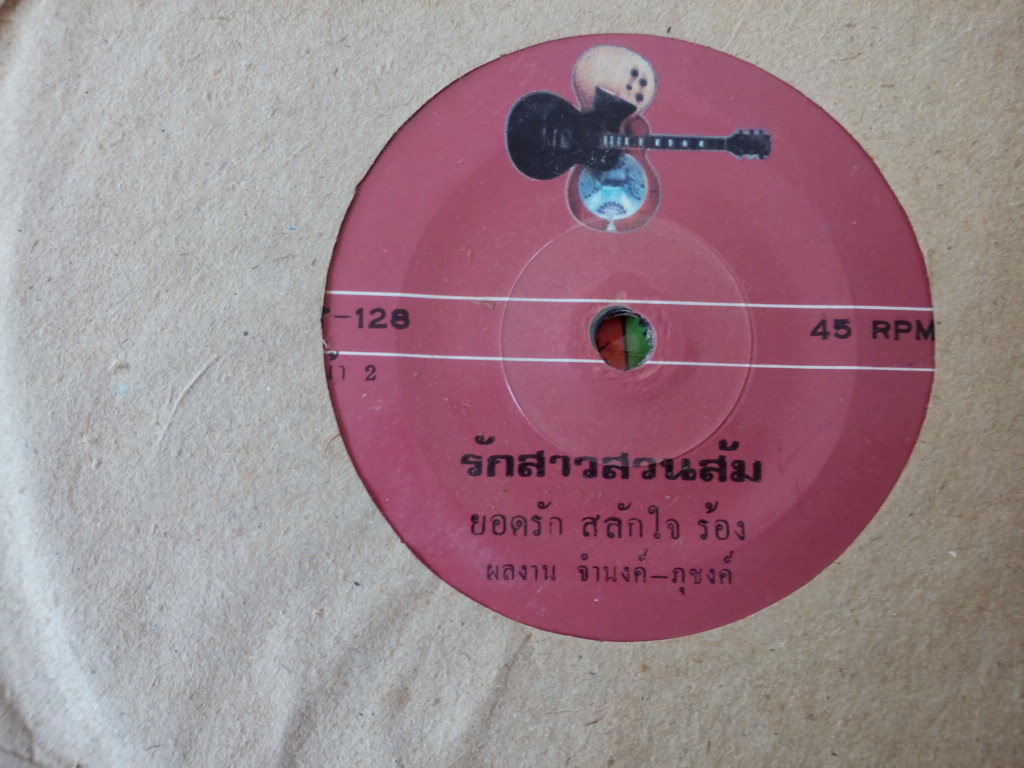 -128
45 RPM
2
รักสาวสวนส้ม
ยอดรัก สลักใจ ร้อง
ผลงาน จำนงค์-ภุชงค์